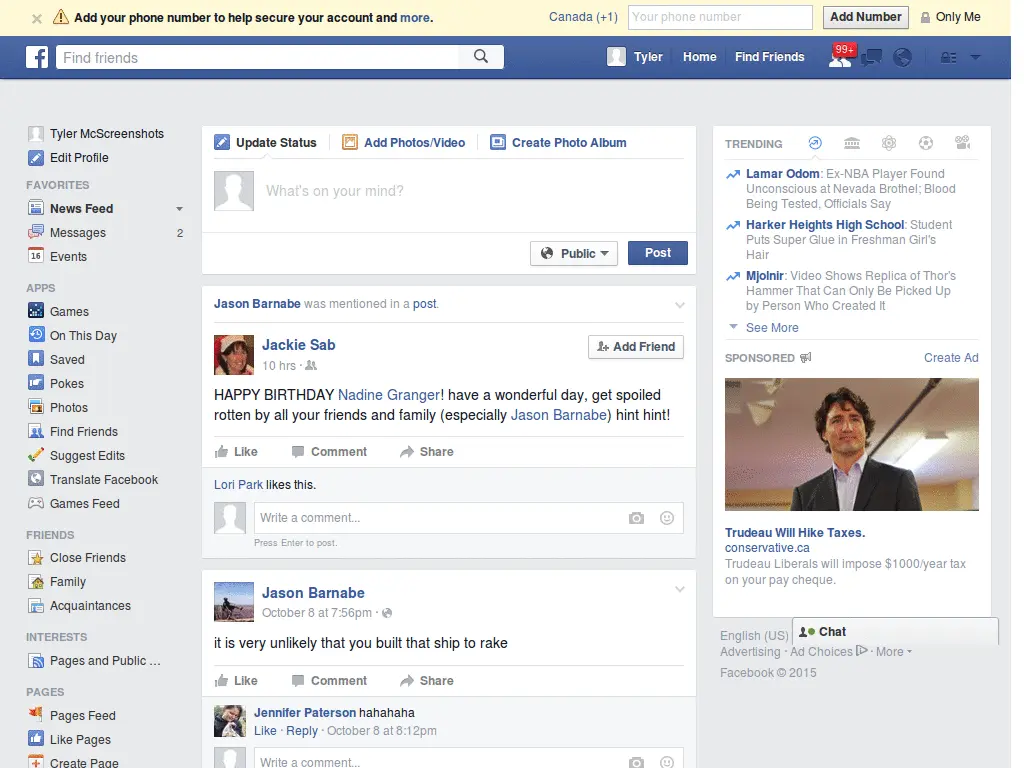 Add your phone number to help secure your account and more.
Canada (+1)
Your phone number
Add Number
Only Me
f
Find friends
Tyler
Home
Find Friends
99+
Tyler McScreenshots
Edit Profile
FAVORITES
News Feed
Messages 2
16 Events
APPS
Games
On This Day
Saved
Pokes
Photos
Find Friends
Suggest Edits
Translate Facebook
Games Feed
FRIENDS
Close Friends
Family
Acquaintances
INTERESTS
Pages and Public ...
PAGES
Pages Feed
Like Pages
Create Page
Update Status
Add Photos/Video
Create Photo Album
What's on your mind?
Public
Post
Jason Barnabe was mentioned in a post.
Jackie Sab
10 hrs ·
Add Friend
HAPPY BIRTHDAY Nadine Granger! have a wonderful day, get spoiled
rotten by all your friends and family (especially Jason Barnabe) hint hint!
Like Comment Share
Lori Park likes this.
Write a comment...
Press Enter to post.
Jason Barnabe
October 8 at 7:56pm ·
it is very unlikely that you built that ship to rake
Like Comment Share
Jennifer Paterson hahahaha
Like · Reply · October 8 at 8:12pm
Write a comment...
TRENDING
Lamar Odom: Ex-NBA Player Found
Unconscious at Nevada Brothel; Blood
Being Tested, Officials Say
Harker Heights High School: Student
Puts Super Glue in Freshman Girl's
Hair
Mjolnir: Video Shows Replica of Thor's
Hammer That Can Only Be Picked Up
by Person Who Created It
See More
SPONSORED
Create Ad
Trudeau Will Hike Taxes.
conservative.ca
Trudeau Liberals will impose $1000/year tax
on your pay cheque.
English (US)
Chat
Advertising · Ad Choices · More
Facebook © 2015